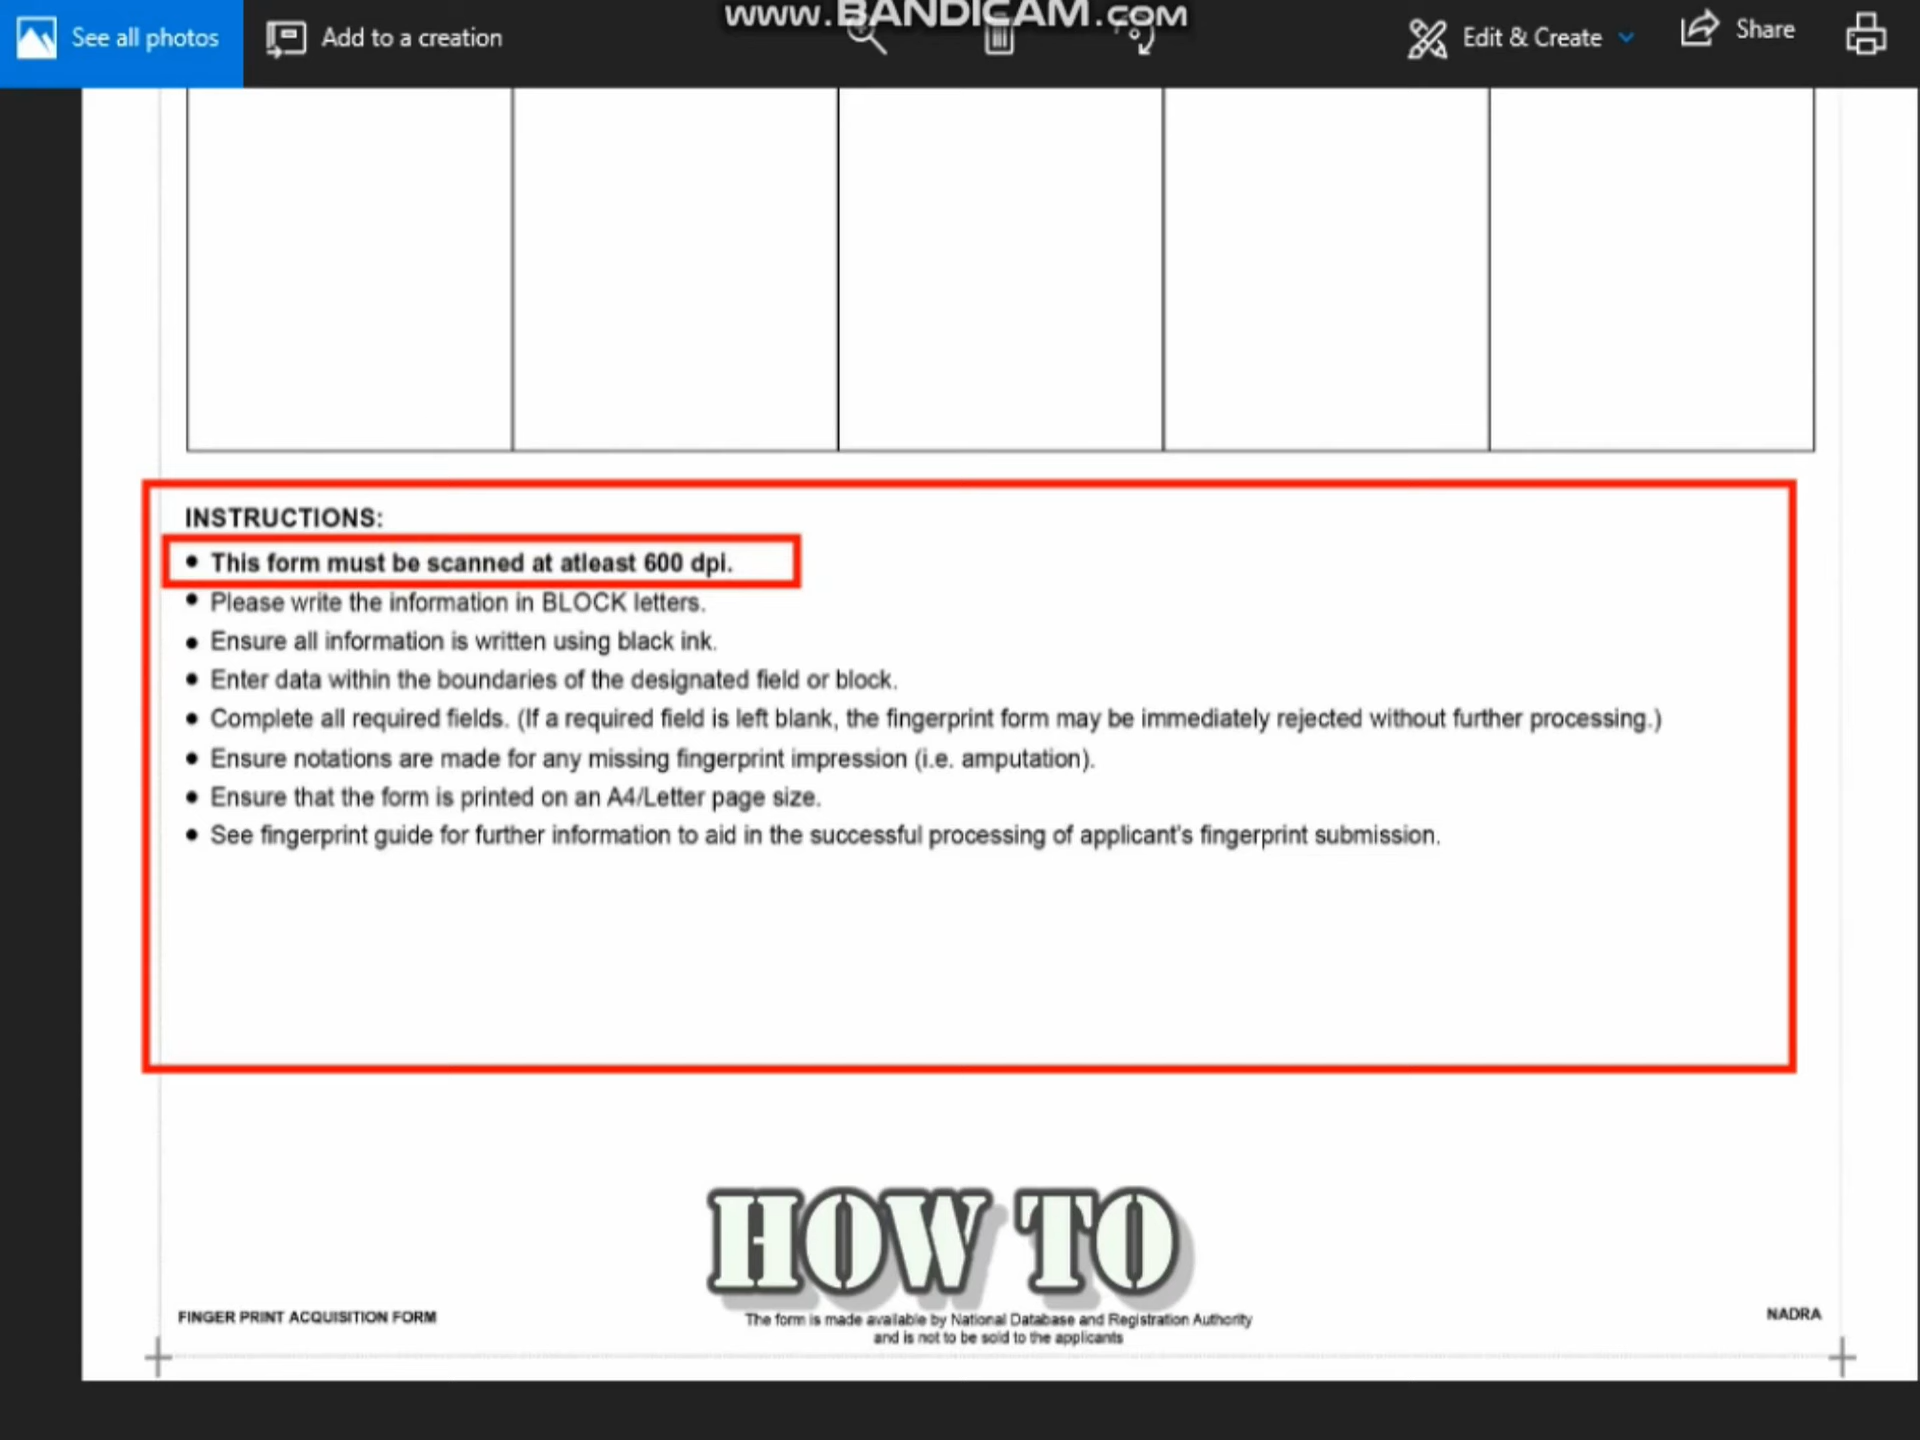 www.BANDICAM.com
See all photos
Add to a creation
Edit & Create
Share
INSTRUCTIONS:
● This form must be scanned at atleast 600 dpi.
● Please write the information in BLOCK letters.
● Ensure all information is written using black ink.
● Enter data within the boundaries of the designated field or block.
● Complete all required fields. (If a required field is left blank, the fingerprint form may be immediately rejected without further processing.)
● Ensure notations are made for any missing fingerprint impression (i.e. amputation).
● Ensure that the form is printed on an A4/Letter page size.
● See fingerprint guide for further information to aid in the successful processing of applicant's fingerprint submission.
HOW TO
FINGER PRINT ACQUISITION FORM
The form is made available by National Database and Registration Authority
and is not to be sold to the applicants
NADRA